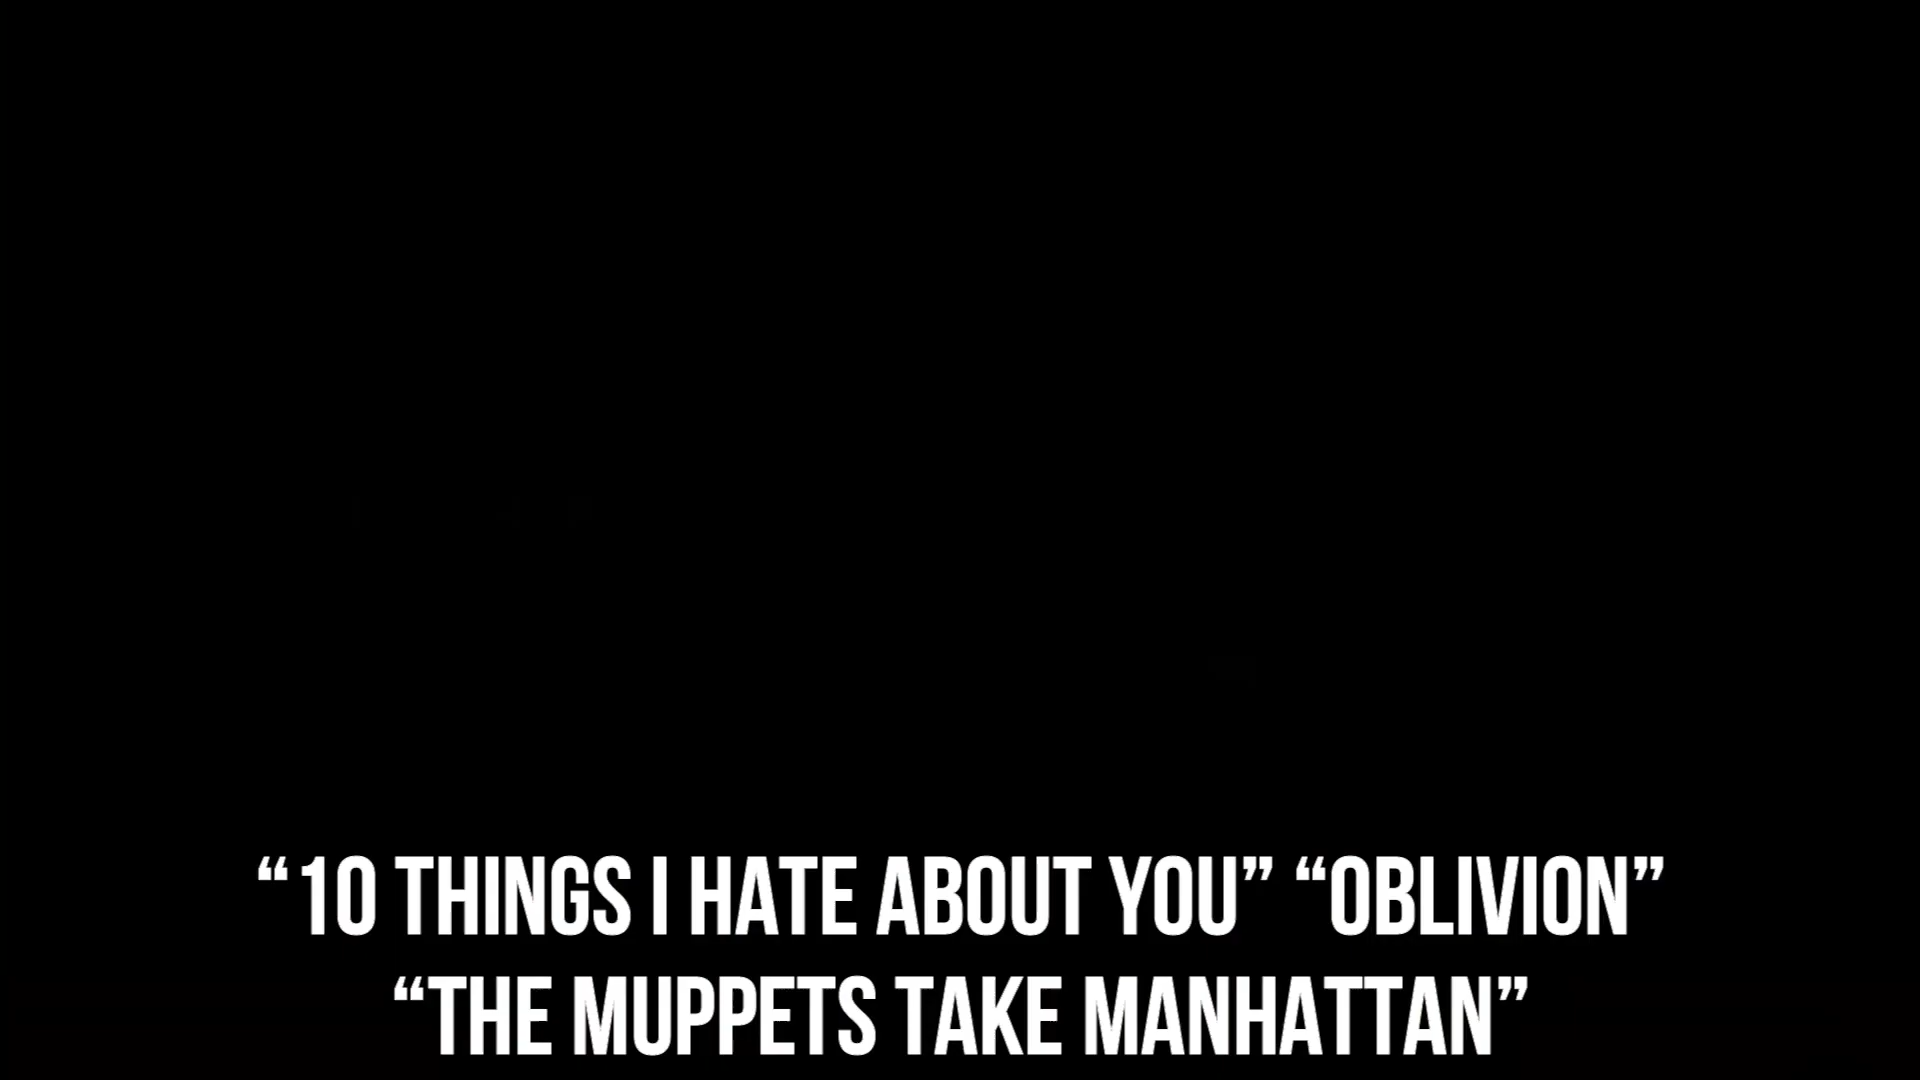 “10 THINGS I HATE ABOUT YOU” “OBLIVION”
“THE MUPPETS TAKE MANHATTAN”